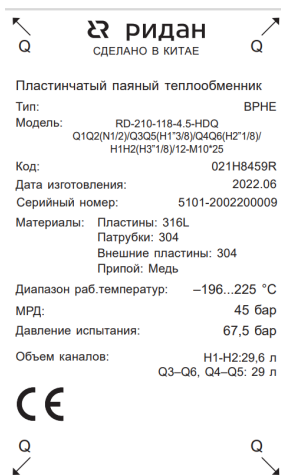 Q
ридан
Q
СДЕЛАНО В КИТАЕ
Пластинчатый паяный теплообменник
Тип: BPHE
Модель: RD-210-118-4.5-HDQ
Q1Q2(N1/2)/Q3Q5(H1"3/8)/Q4Q6(H2"1/8)/
H1H2(H3"1/8)/12-M10*25
Код: 021H8459R
Дата изготовления: 2022.06
Серийный номер: 5101-2002200009
Материалы: Пластины: 316L
Патрубки: 304
Внешние пластины: 304
Припой: Медь
Диапазон раб.температур: –196...225 °C
МРД: 45 бар
Давление испытания: 67,5 бар
Объем каналов: H1-H2:29,6 л
Q3–Q6, Q4–Q5: 29 л
CE
Q
Q